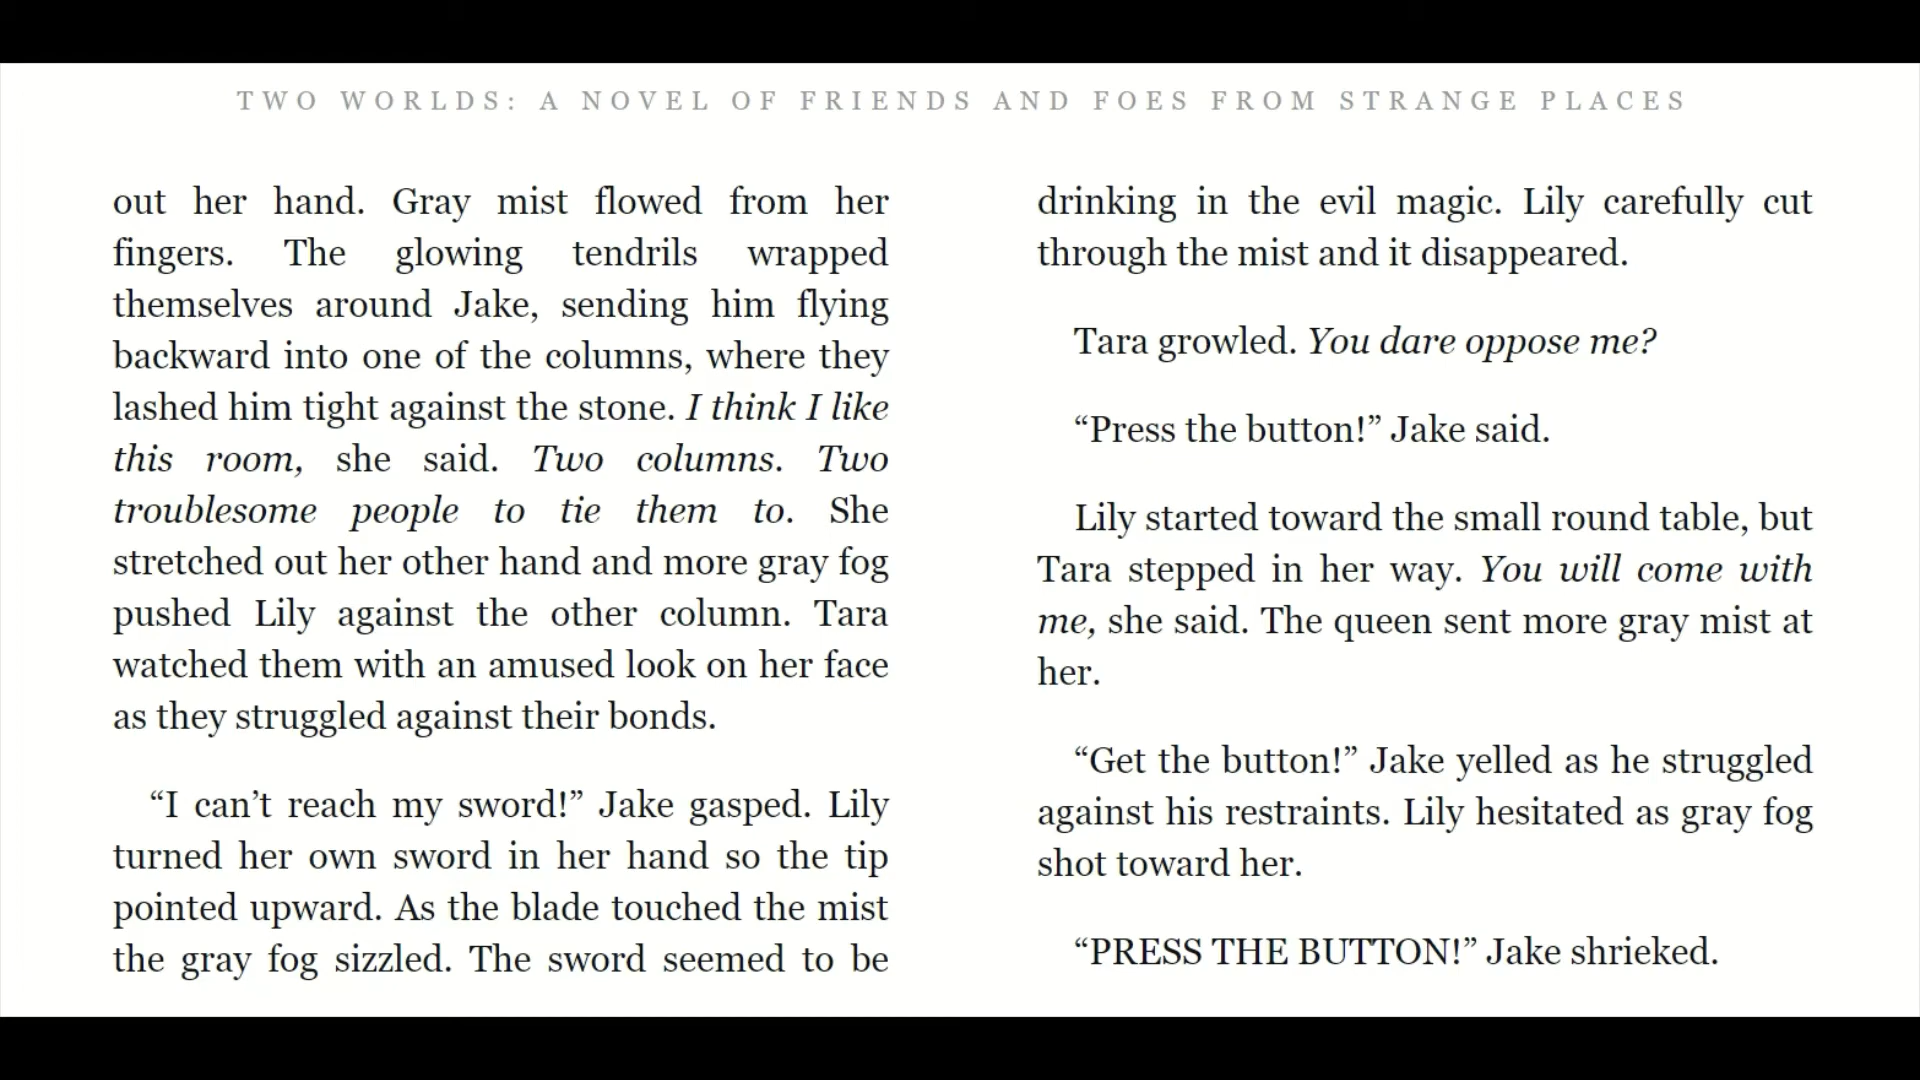 TWO WORLDS: A NOVEL OF FRIENDS AND FOES FROM STRANGE PLACES
out her hand. Gray mist flowed from her
fingers. The glowing tendrils wrapped
themselves around Jake, sending him flying
backward into one of the columns, where they
lashed him tight against the stone. I think I like
this room, she said. Two columns. Two
troublesome people to tie them to. She
stretched out her other hand and more gray fog
pushed Lily against the other column. Tara
watched them with an amused look on her face
as they struggled against their bonds.
“I can’t reach my sword!” Jake gasped. Lily
turned her own sword in her hand so the tip
pointed upward. As the blade touched the mist
the gray fog sizzled. The sword seemed to be
drinking in the evil magic. Lily carefully cut
through the mist and it disappeared.
Tara growled. You dare oppose me?
“Press the button!” Jake said.
Lily started toward the small round table, but
Tara stepped in her way. You will come with
me, she said. The queen sent more gray mist at
her.
“Get the button!” Jake yelled as he struggled
against his restraints. Lily hesitated as gray fog
shot toward her.
“PRESS THE BUTTON!” Jake shrieked.